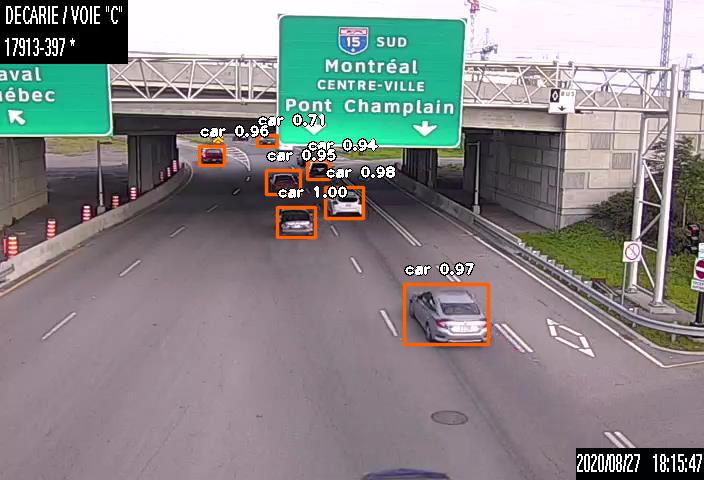 DECARIE / VOIE "C"
17913-397 *
aval
uébec
15 SUD
Montréal
CENTRE-VILLE
Pont Champlain
BUS
car 0.96
car 0.71
car 0.94
car 0.95
car 0.98
car 1.00
car 0.97
2020/08/27 18:15:47